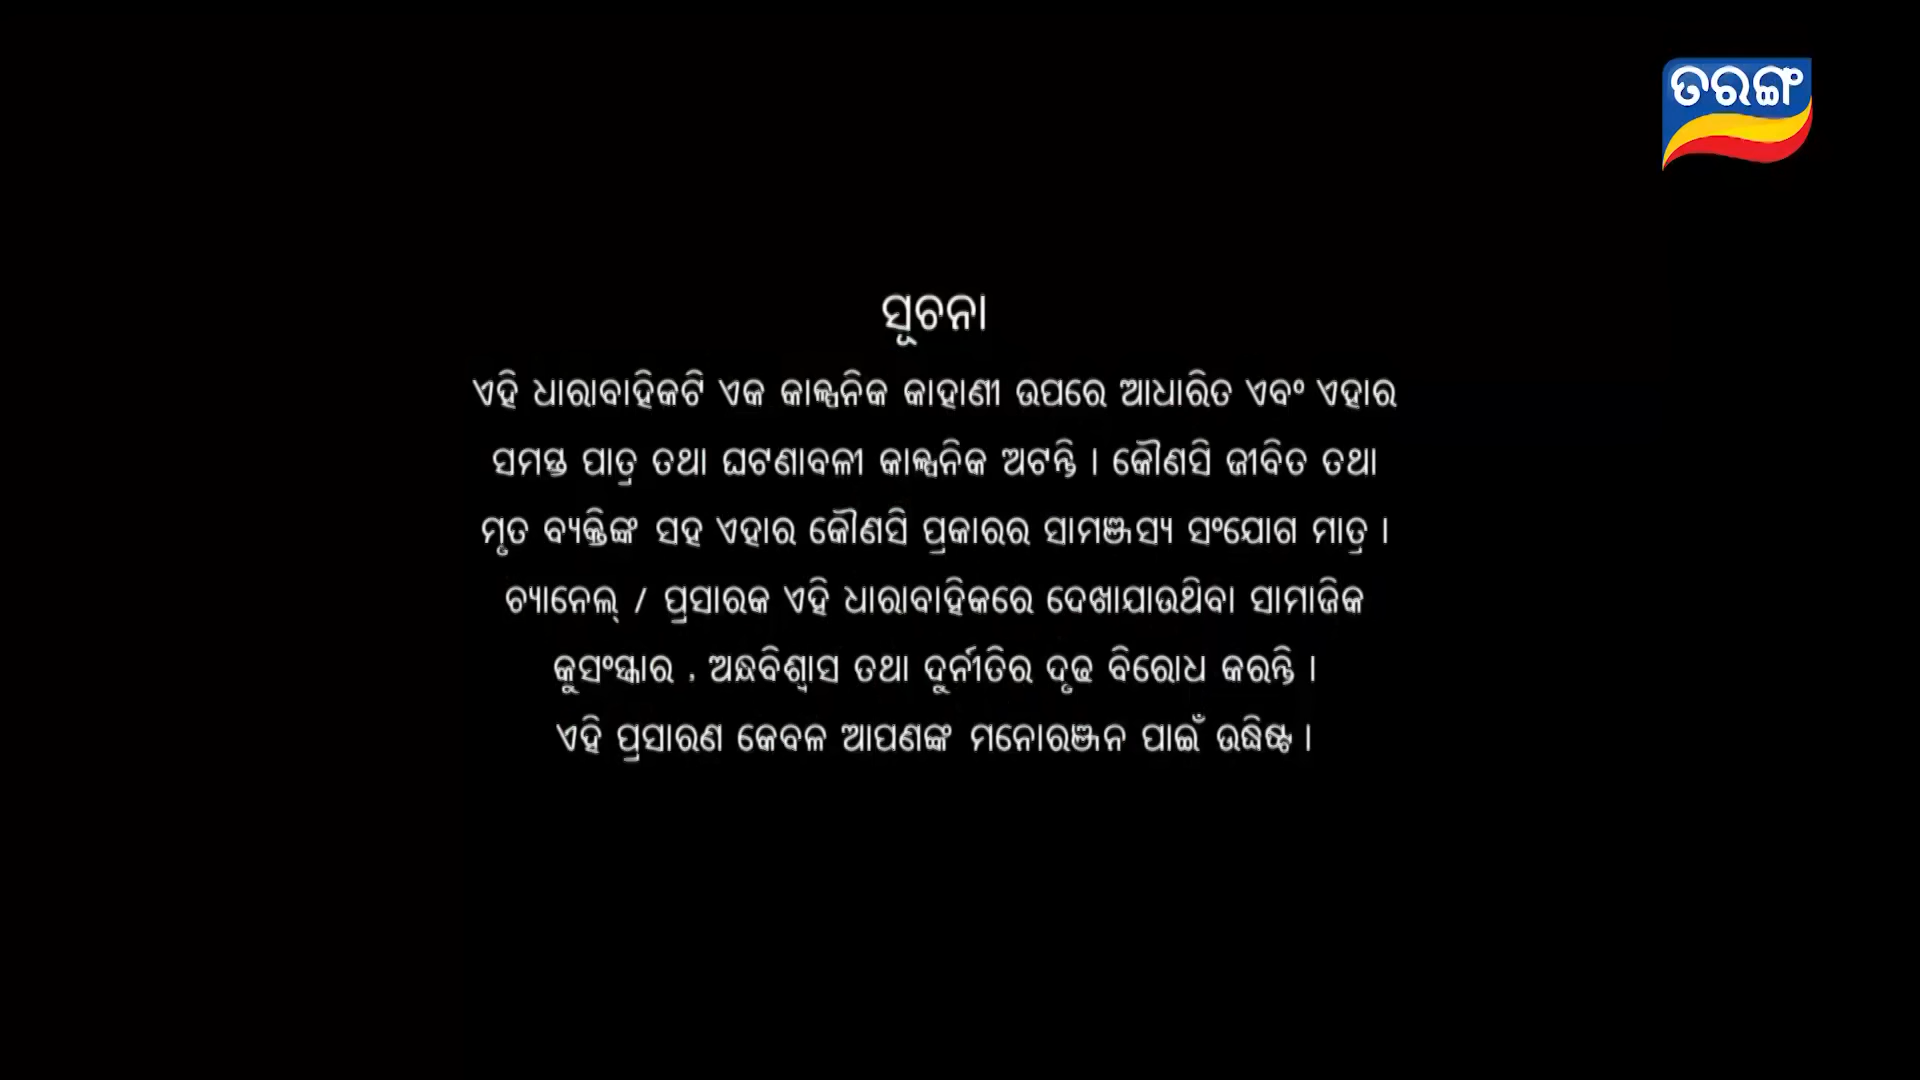 ତରଙ୍ଗ
ସୂଚନା
ଏହି ଧାରାବାହିକଟି ଏକ କାଳ୍ପନିକ କାହାଣୀ ଉପରେ ଆଧାରିତ ଏବଂ ଏହାର
ସମସ୍ତ ପାତ୍ର ତଥା ଘଟଣାବଳୀ କାଳ୍ପନିକ ଅଟନ୍ତି । କୌଣସି ଜୀବିତ ତଥା
ମୃତ ବ୍ୟକ୍ତିଙ୍କ ସହ ଏହାର କୌଣସି ପ୍ରକାରର ସାମଞ୍ଜସ୍ୟ ସଂଯୋଗ ମାତ୍ର ।
ଚ୍ୟାନେଲ୍ / ପ୍ରସାରକ ଏହି ଧାରାବାହିକରେ ଦେଖାଯାଉଥିବା ସାମାଜିକ
କୁସଂସ୍କାର , ଅନ୍ଧବିଶ୍ୱାସ ତଥା ଦୁର୍ନୀତିର ଦୃଢ ବିରୋଧ କରନ୍ତି ।
ଏହି ପ୍ରସାରଣ କେବଳ ଆପଣଙ୍କ ମନୋରଞ୍ଜନ ପାଇଁ ଉଦ୍ଧିଷ୍ଟ ।